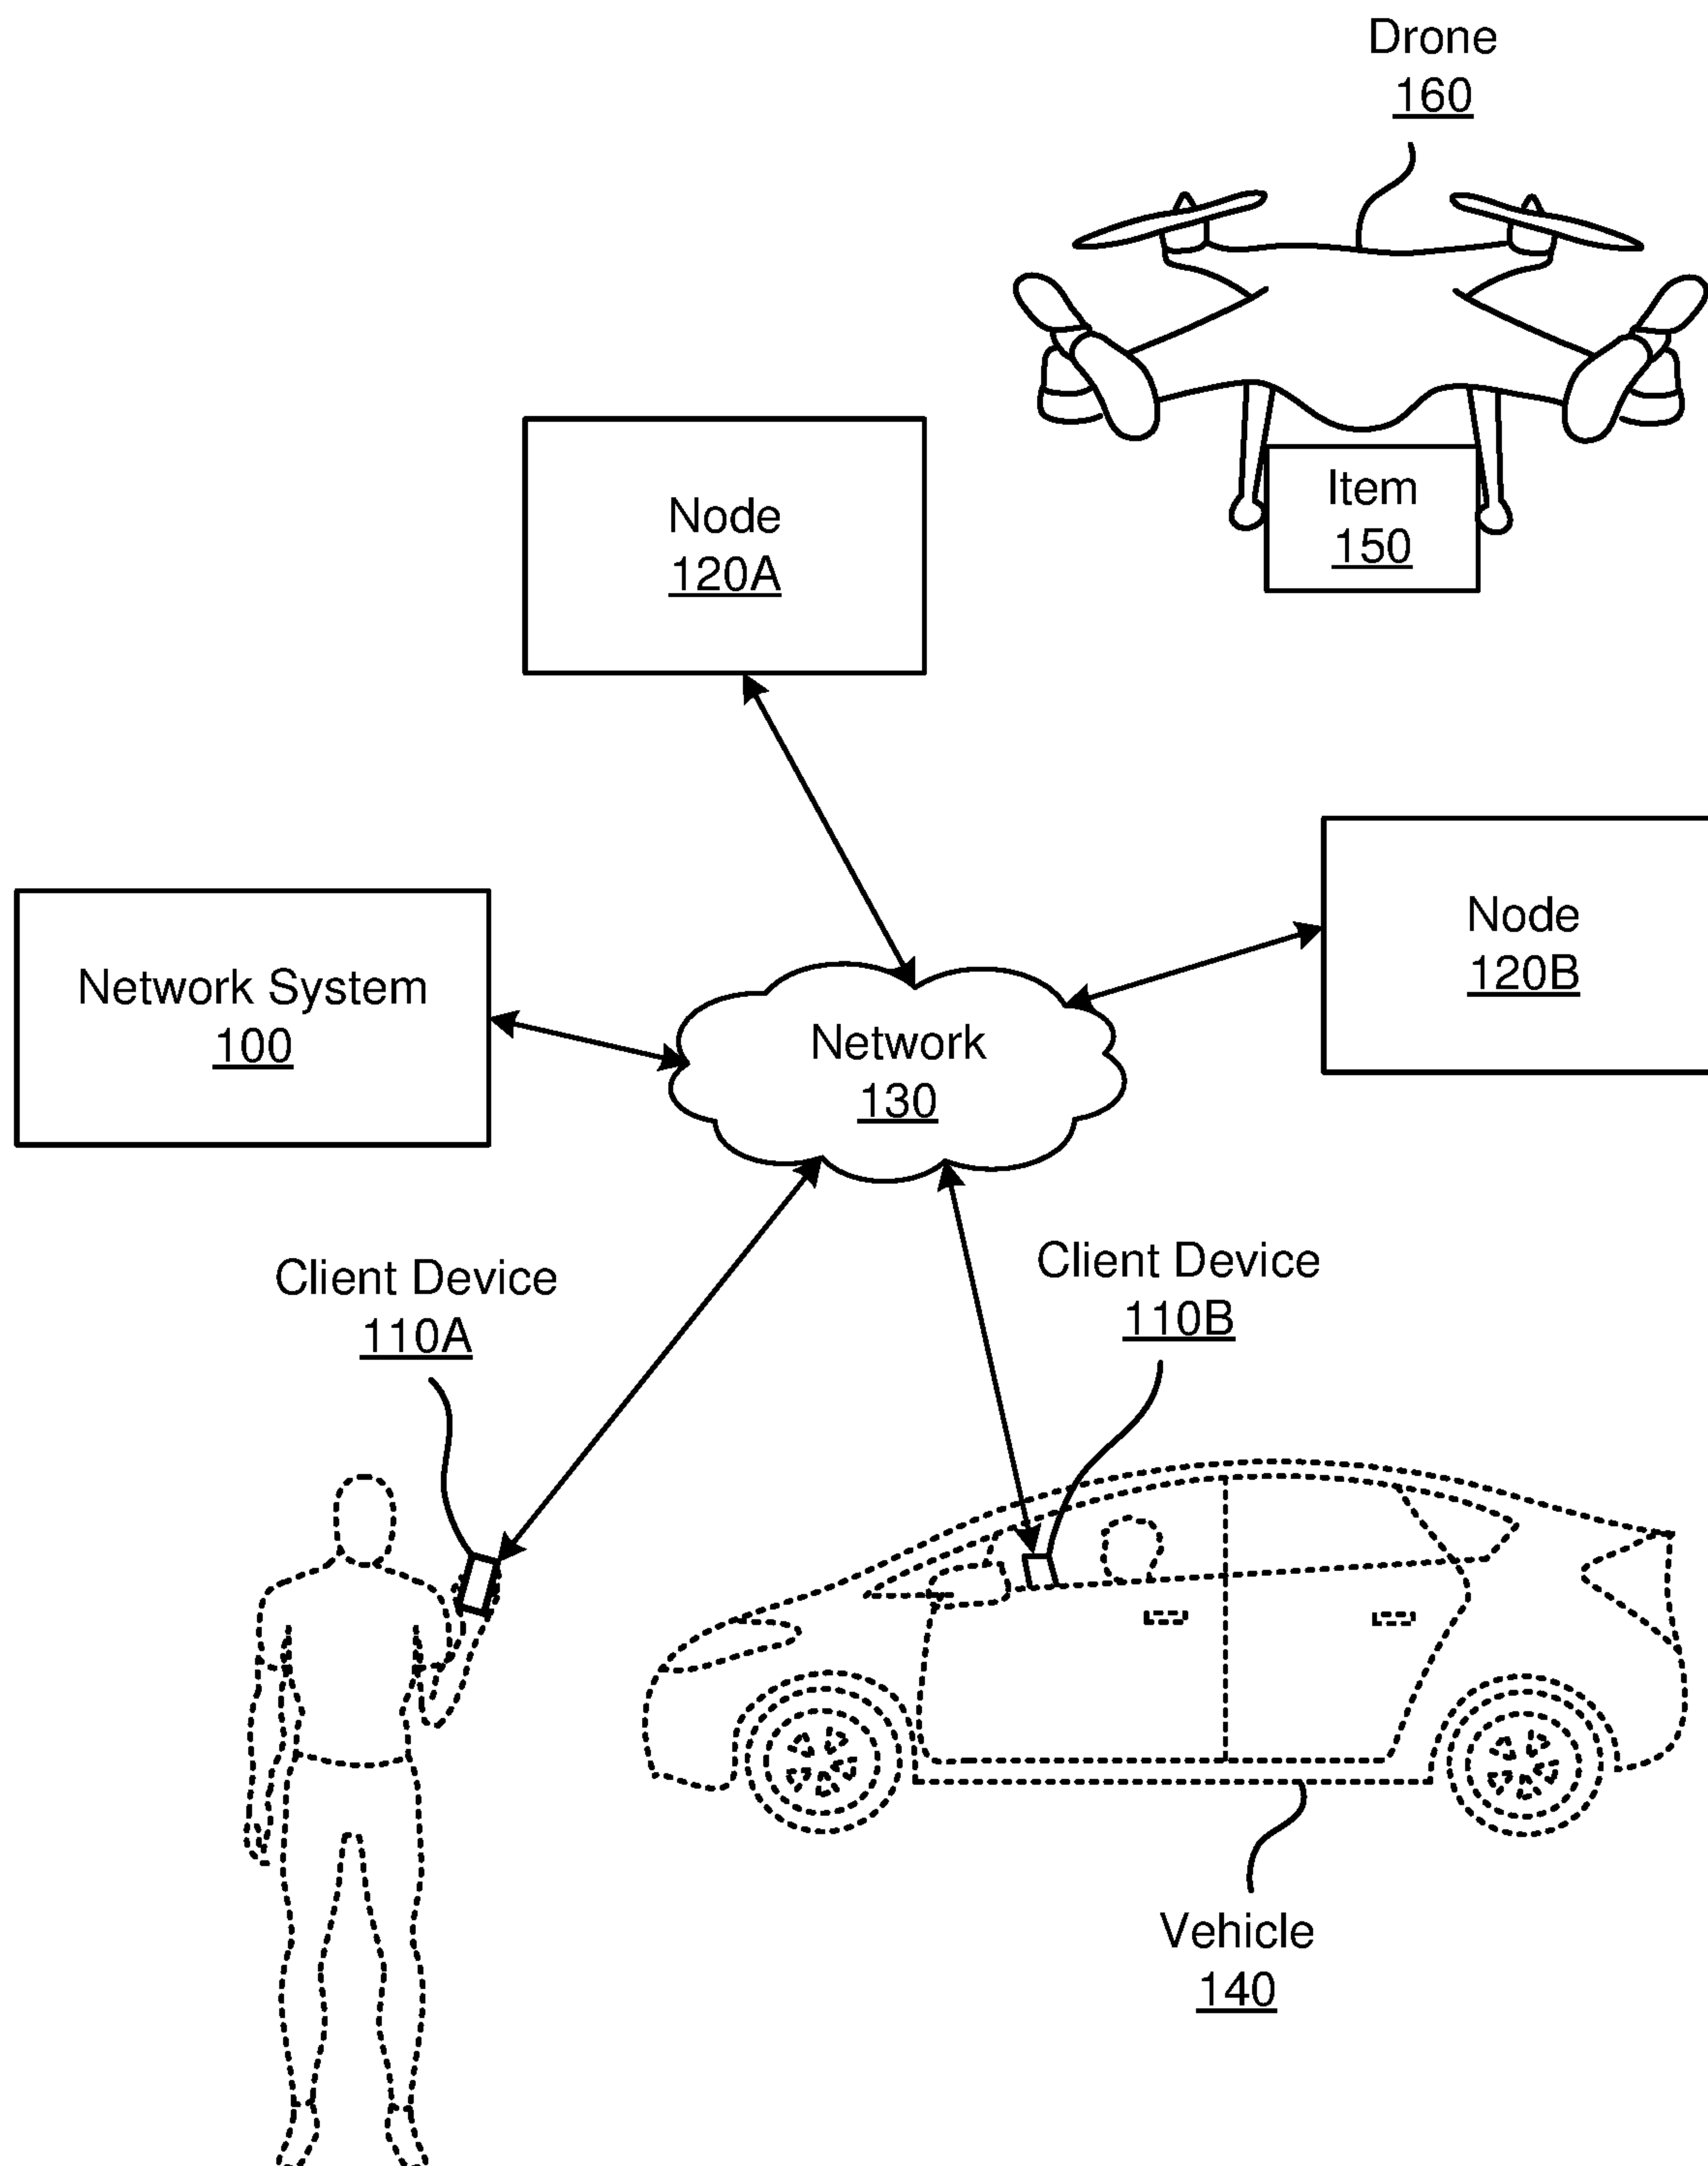 Drone
160
Item
150
Node
120A
Node
120B
Network System
100
Network
130
Client Device
110A
Client Device
110B
Vehicle
140